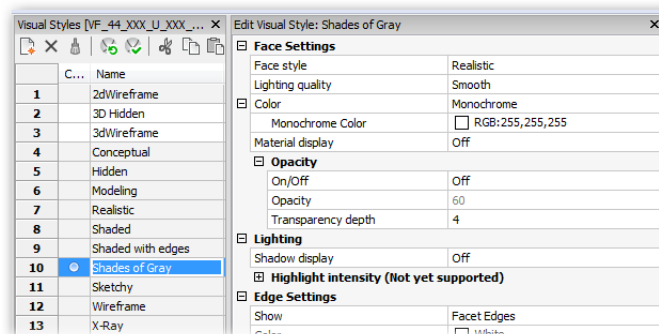 Visual Styles [VF_44_XXX_U_XXX_...
C... Name
1 2dWireframe
2 3D Hidden
3 3dWireframe
4 Conceptual
5 Hidden
6 Modeling
7 Realistic
8 Shaded
9 Shaded with edges
10 Shades of Gray
11 Sketchy
12 Wireframe
13 X-Ray
Edit Visual Style: Shades of Gray
Face Settings
Face style Realistic
Lighting quality Smooth
Color Monochrome
Monochrome Color RGB:255,255,255
Material display Off
Opacity
On/Off Off
Opacity 60
Transparency depth 4
Lighting
Shadow display Off
Highlight intensity (Not yet supported)
Edge Settings
Show Facet Edges
Color White